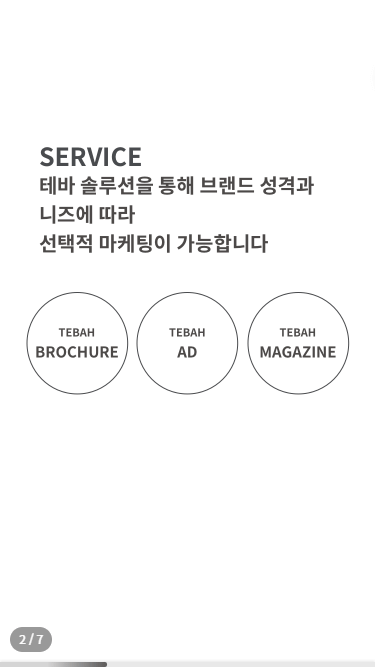 SERVICE
테바 솔루션을 통해 브랜드 성격과
니즈에 따라
선택적 마케팅이 가능합니다
TEBAH
BROCHURE
TEBAH
AD
TEBAH
MAGAZINE
2 / 7